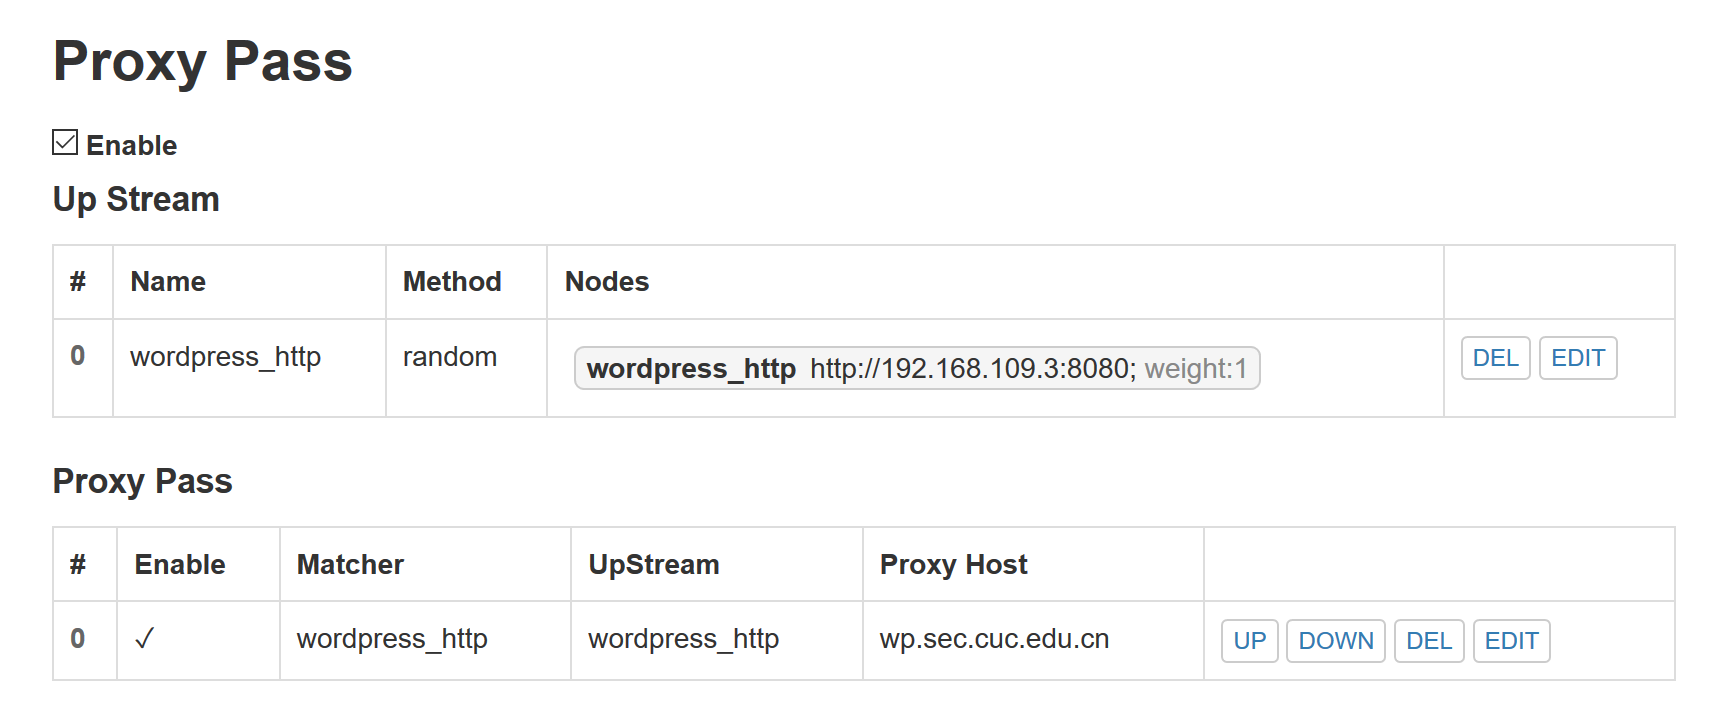 Proxy Pass
Enable
Up Stream
# Name Method Nodes
0 wordpress_http random wordpress_http http://192.168.109.3:8080; weight:1 DEL EDIT
Proxy Pass
# Enable Matcher UpStream Proxy Host
0 ✓ wordpress_http wordpress_http wp.sec.cuc.edu.cn UP DOWN DEL EDIT